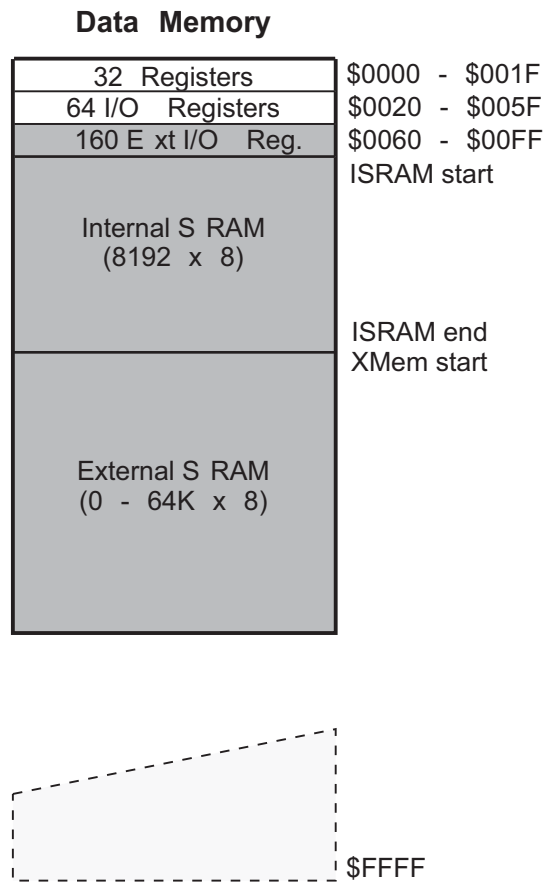 Data Memory
32 Registers
$0000 - $001F
64 I/O Registers
$0020 - $005F
160 E xt I/O Reg.
$0060 - $00FF
ISRAM start
Internal S RAM
(8192 x 8)
ISRAM end
XMem start
External S RAM
(0 - 64K x 8)
$FFFF